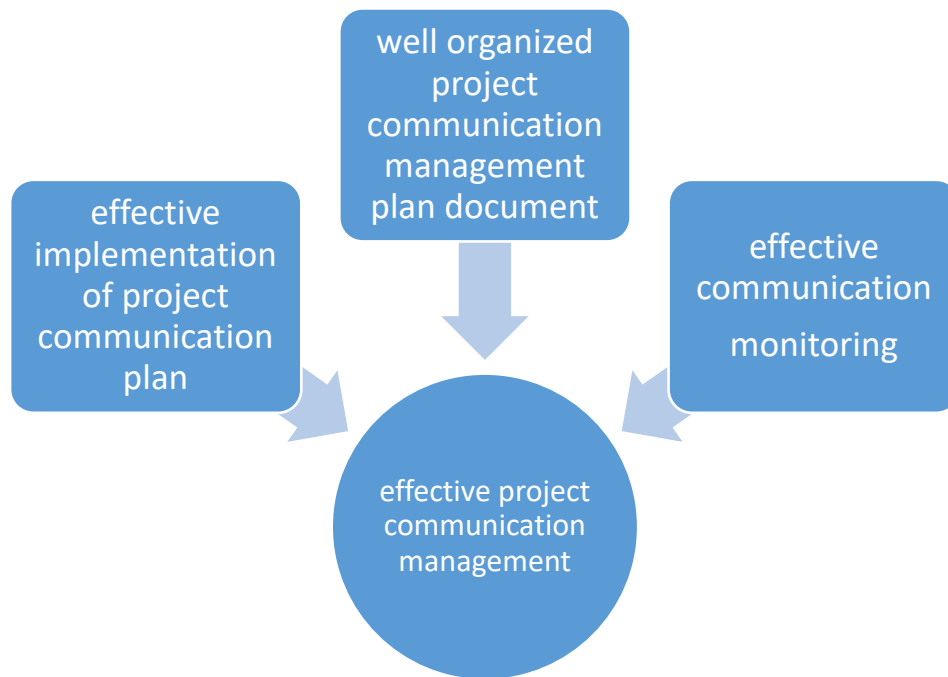 well organized
project
communication
management
plan document
effective
implementation
of project
communication
plan
effective
communication
monitoring
effective project
communication
management